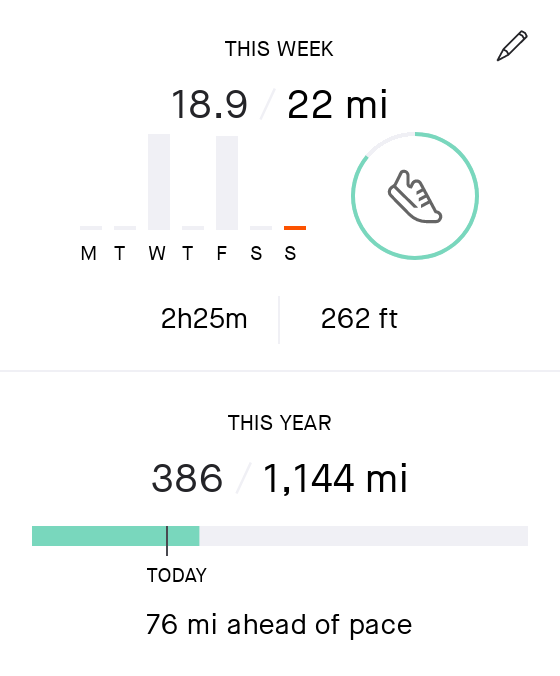 THIS WEEK
18.9 / 22 mi
M T W T F S S
2h25m 262 ft
THIS YEAR
386 / 1,144 mi
TODAY
76 mi ahead of pace